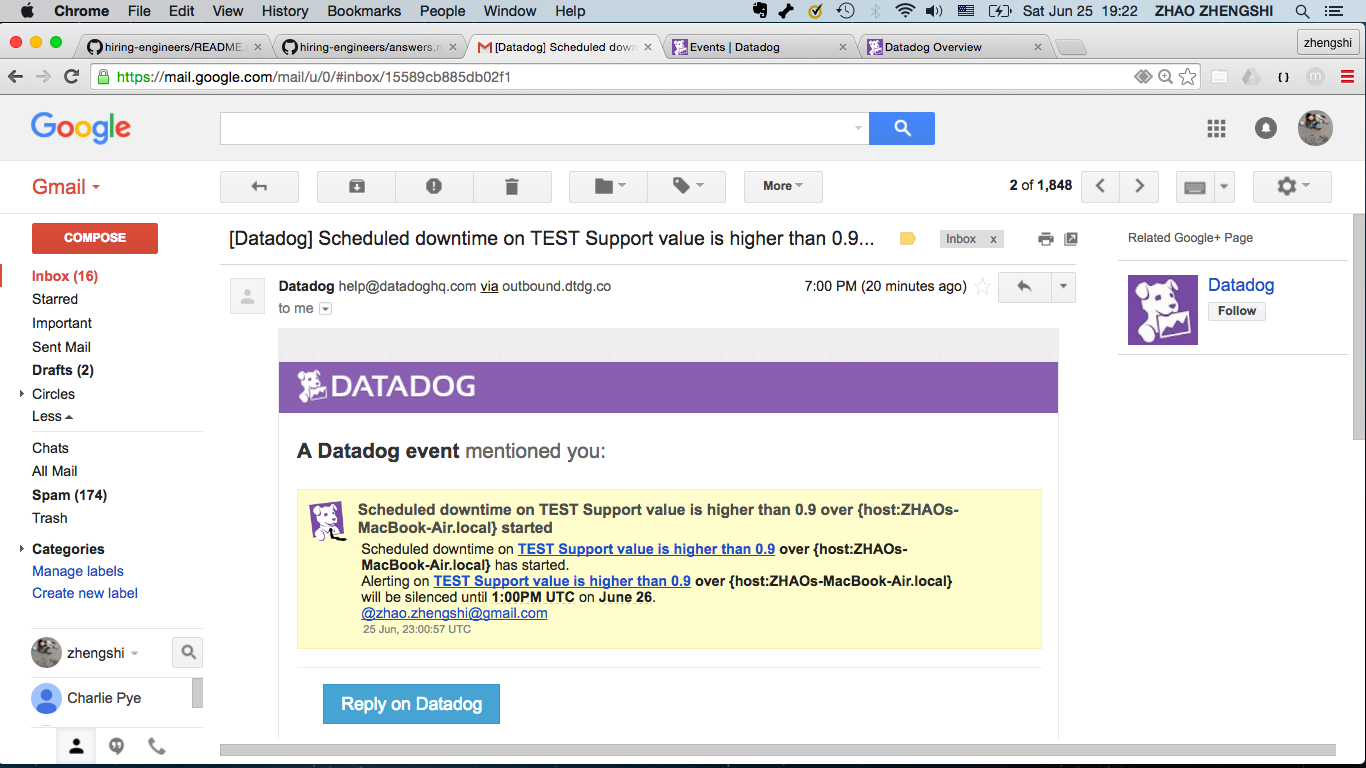 Chrome File Edit View History Bookmarks People Window Help Sat Jun 25 19:22 ZHAO ZHENGSHI
hiring-engineers/README. hiring-engineers/answers. [Datadog] Scheduled down Events | Datadog Datadog Overview zhengshi
https://mail.google.com/mail/u/0/#inbox/15589cb885db02f1
Google
Gmail More 2 of 1,848
COMPOSE
Inbox (16)
Starred
Important
Sent Mail
Drafts (2)
Circles
Less
Chats
All Mail
Spam (174)
Trash
Categories
Manage labels
Create new label
zhengshi
Charlie Pye
[Datadog] Scheduled downtime on TEST Support value is higher than 0.9... Inbox x
Datadog help@datadoghq.com via outbound.dtdg.co 7:00 PM (20 minutes ago)
to me
DATADOG
A Datadog event mentioned you:
Scheduled downtime on TEST Support value is higher than 0.9 over {host:ZHAOs-
MacBook-Air.local} started
Scheduled downtime on TEST Support value is higher than 0.9 over {host:ZHAOs-
MacBook-Air.local} has started.
Alerting on TEST Support value is higher than 0.9 over {host:ZHAOs-MacBook-Air.local}
will be silenced until 1:00PM UTC on June 26.
@zhao.zhengshi@gmail.com
25 Jun, 23:00:57 UTC
Reply on Datadog
Related Google+ Page
Datadog
Follow